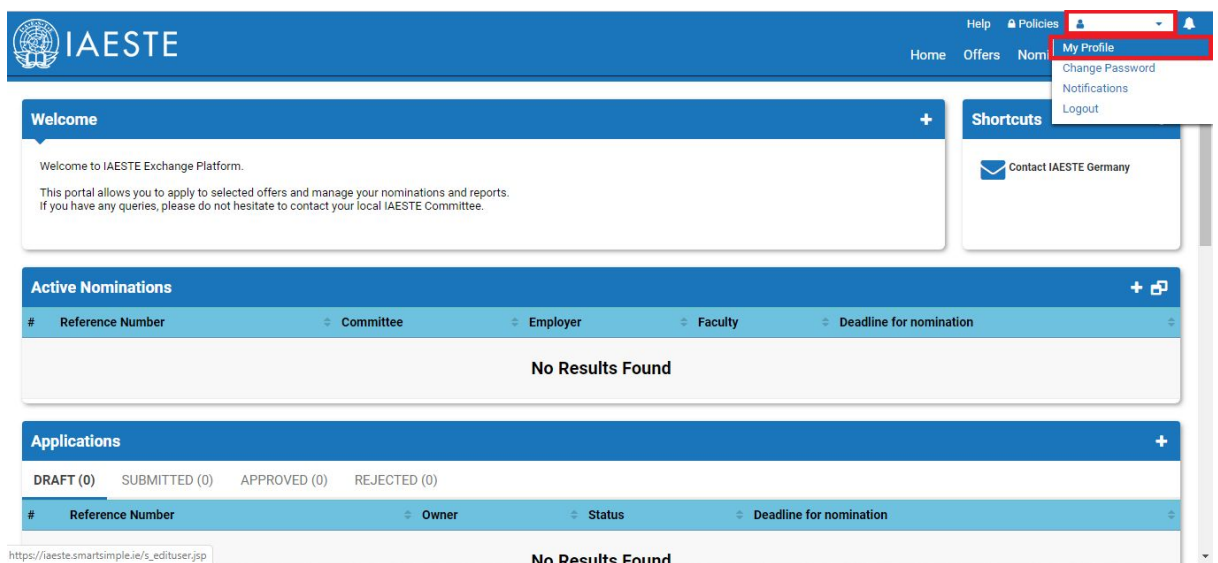 IAESTE
Help Policies
Home Offers Nomi
My Profile
Change Password
Notifications
Logout
Welcome +
Welcome to IAESTE Exchange Platform.
This portal allows you to apply to selected offers and manage your nominations and reports.
If you have any queries, please do not hesitate to contact your local IAESTE Committee.
Shortcuts
Contact IAESTE Germany
Active Nominations +
# Reference Number Committee Employer Faculty Deadline for nomination
No Results Found
Applications +
DRAFT (0) SUBMITTED (0) APPROVED (0) REJECTED (0)
# Reference Number Owner Status Deadline for nomination
No Results Found
https://iaeste.smartsimple.ie/s_edituser.jsp